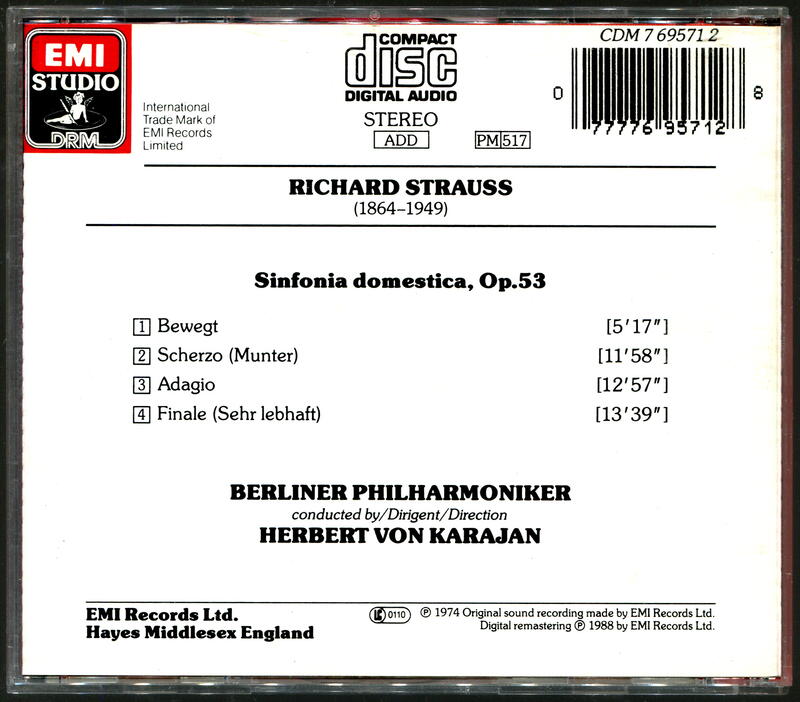 EMI
STUDIO
DRM
International
Trade Mark of
EMI Records
Limited
COMPACT
disc
DIGITAL AUDIO
STEREO
ADD
PM 517
CDM 7 69571 2
0 77776 95712 8
RICHARD STRAUSS
(1864–1949)
Sinfonia domestica, Op.53
1 Bewegt [5′17″]
2 Scherzo (Munter) [11′58″]
3 Adagio [12′57″]
4 Finale (Sehr lebhaft) [13′39″]
BERLINER PHILHARMONIKER
conducted by/Dirigent/Direction
HERBERT VON KARAJAN
EMI Records Ltd.
Hayes Middlesex England
LC 0110
℗ 1974 Original sound recording made by EMI Records Ltd.
Digital remastering ℗ 1988 by EMI Records Ltd.